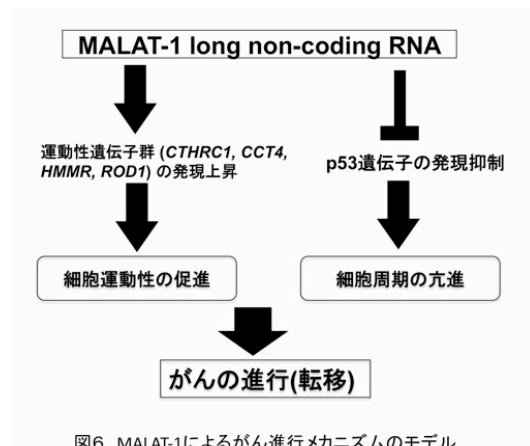 MALAT-1 long non-coding RNA
運動性遺伝子群 (CTHRC1, CCT4,
HMMR, ROD1) の発現上昇
p53遺伝子の発現抑制
細胞運動性の促進
細胞周期の亢進
がんの進行(転移)
図6 MALAT-1によるがん進行メカニズムのモデル